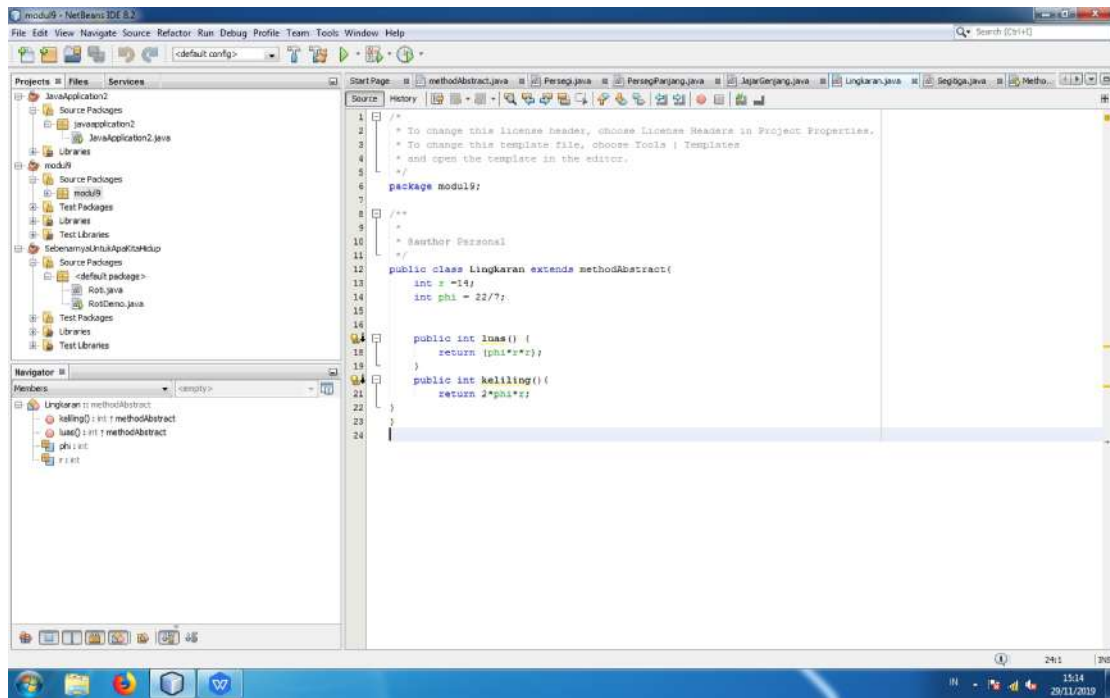 modul9 - NetBeans IDE 8.2
File Edit View Navigate Source Refactor Run Debug Profile Team Tools Window Help
Search (Ctrl+I)
<default config>
Projects Files Services
Start Page methodAbstract.java Persegi.java PersegiPanjang.java JajarGenjang.java Lingkaran.java Segitiga.java Metho...
JavaApplication2
Source Packages
javaapplication2
JavaApplication2.java
Libraries
modul9
Source Packages
modul9
Test Packages
Libraries
Test Libraries
SebenarnyaUntukApaKitaHidup
Source Packages
<default package>
Roti.java
RotiDemo.java
Test Packages
Libraries
Test Libraries
Navigator
Members <empty>
Lingkaran :: methodAbstract
keliling() : int ↑ methodAbstract
luas() : int ↑ methodAbstract
phi : int
r : int
Source History
1 /*
2 * To change this license header, choose License Headers in Project Properties.
3 * To change this template file, choose Tools | Templates
4 * and open the template in the editor.
5 */
6 package modul9;
7
8 /**
9 *
10 * @author Personal
11 */
12 public class Lingkaran extends methodAbstract{
13 int r =14;
14 int phi = 22/7;
15
16
public int luas() {
18 return (phi*r*r);
19 }
public int keliling(){
21 return 2*phi*r;
22 }
23 }
24
24:1 INS
IN
15:14
29/11/2019